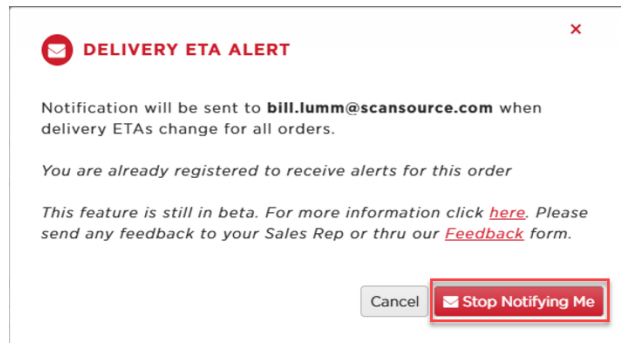 ×
DELIVERY ETA ALERT
Notification will be sent to bill.lumm@scansource.com when
delivery ETAs change for all orders.
You are already registered to receive alerts for this order
This feature is still in beta. For more information click here. Please
send any feedback to your Sales Rep or thru our Feedback form.
Cancel Stop Notifying Me